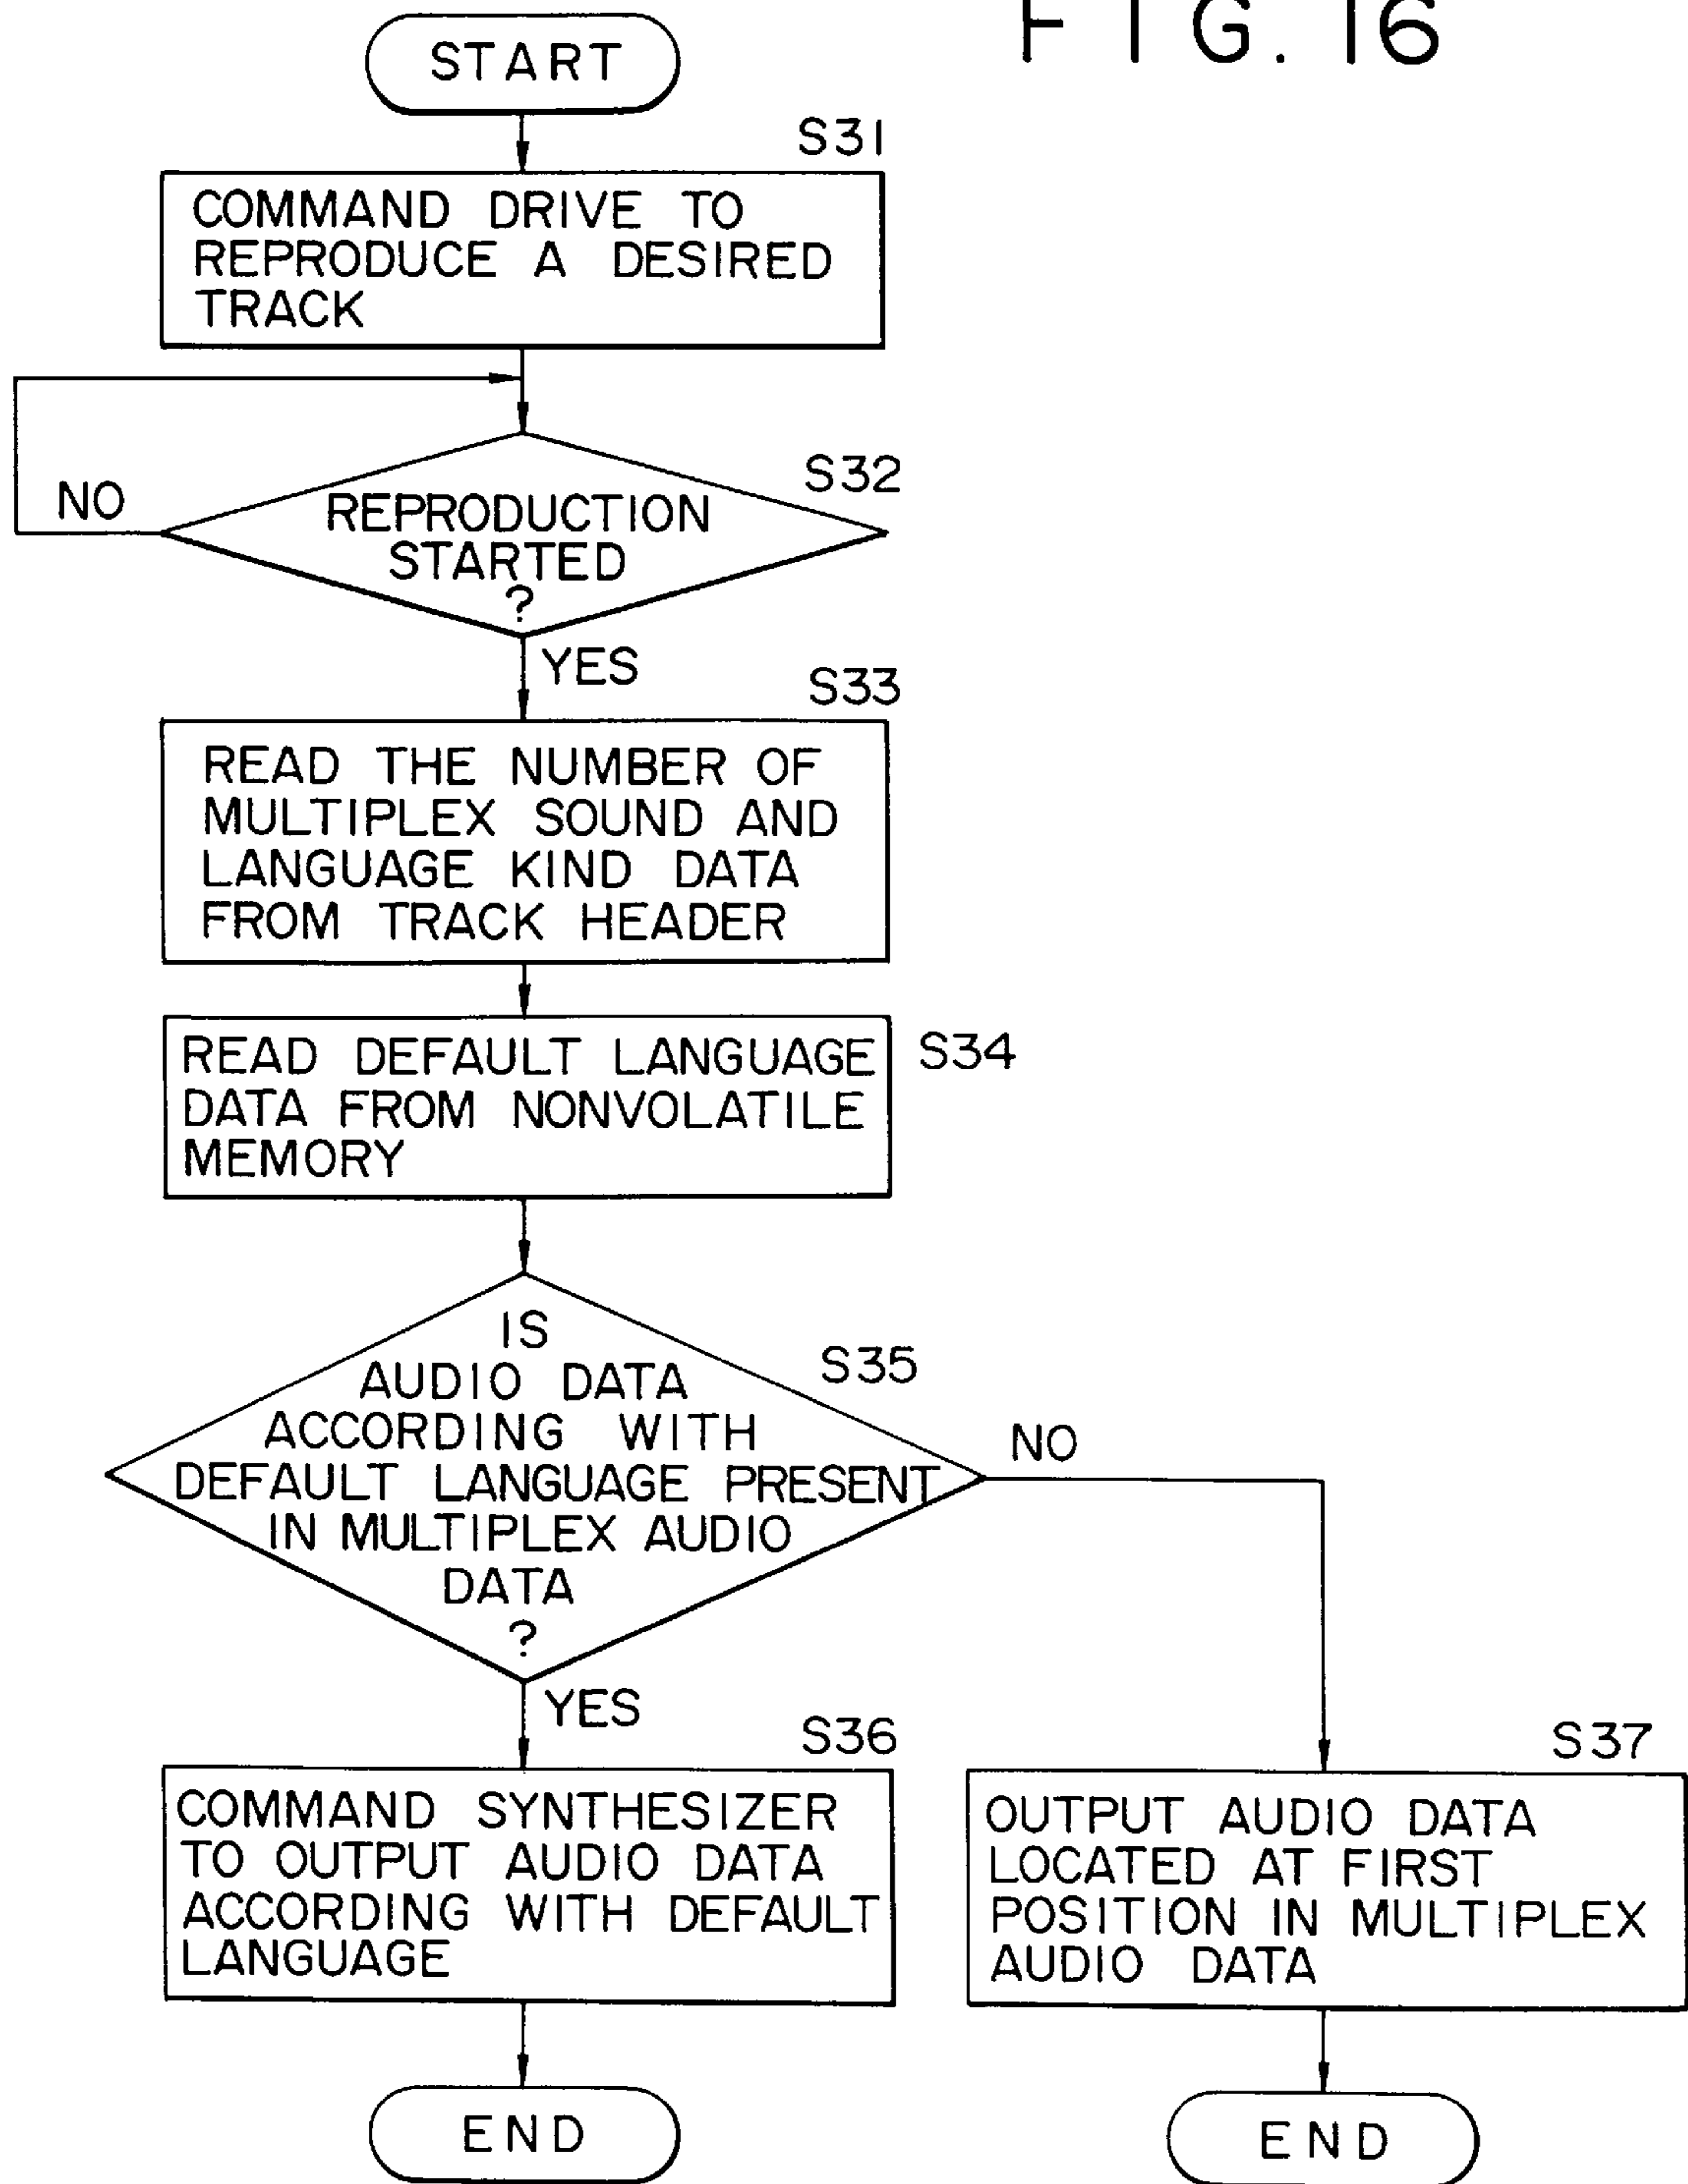 FIG. 16
START
S31
COMMAND DRIVE TO
REPRODUCE A DESIRED
TRACK
S32
NO
REPRODUCTION
STARTED
?
YES
S33
READ THE NUMBER OF
MULTIPLEX SOUND AND
LANGUAGE KIND DATA
FROM TRACK HEADER
S34
READ DEFAULT LANGUAGE
DATA FROM NONVOLATILE
MEMORY
IS
S35
AUDIO DATA
ACCORDING WITH
NO
DEFAULT LANGUAGE PRESENT
IN MULTIPLEX AUDIO
DATA
?
YES
S36
COMMAND SYNTHESIZER
TO OUTPUT AUDIO DATA
ACCORDING WITH DEFAULT
LANGUAGE
S37
OUTPUT AUDIO DATA
LOCATED AT FIRST
POSITION IN MULTIPLEX
AUDIO DATA
END
END